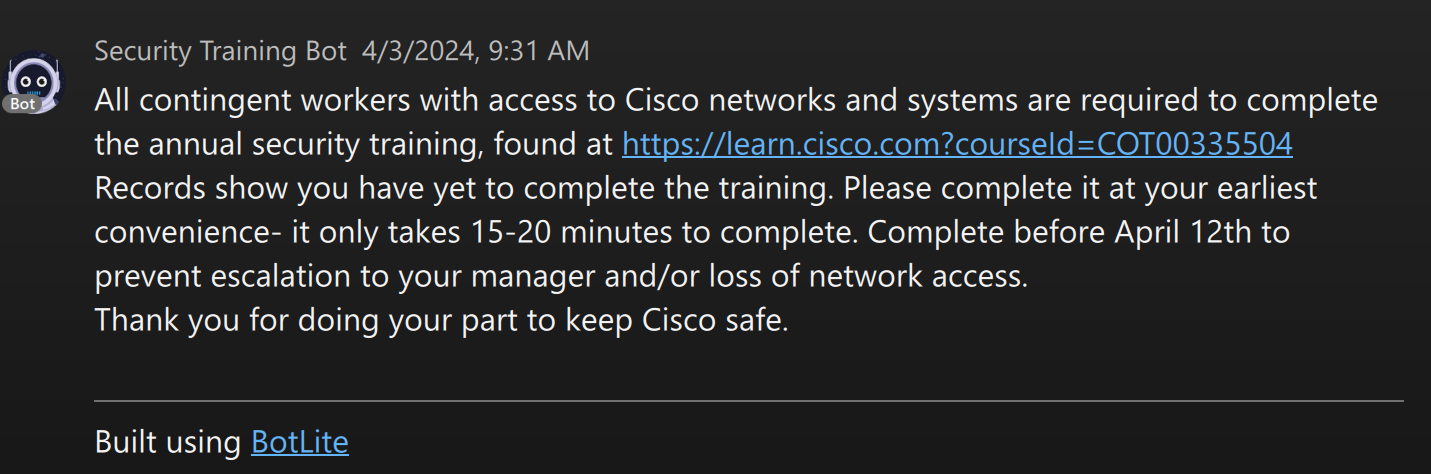 Security Training Bot 4/3/2024, 9:31 AM
Bot
All contingent workers with access to Cisco networks and systems are required to complete
the annual security training, found at https://learn.cisco.com?courseId=COT00335504
Records show you have yet to complete the training. Please complete it at your earliest
convenience- it only takes 15-20 minutes to complete. Complete before April 12th to
prevent escalation to your manager and/or loss of network access.
Thank you for doing your part to keep Cisco safe.
Built using BotLite